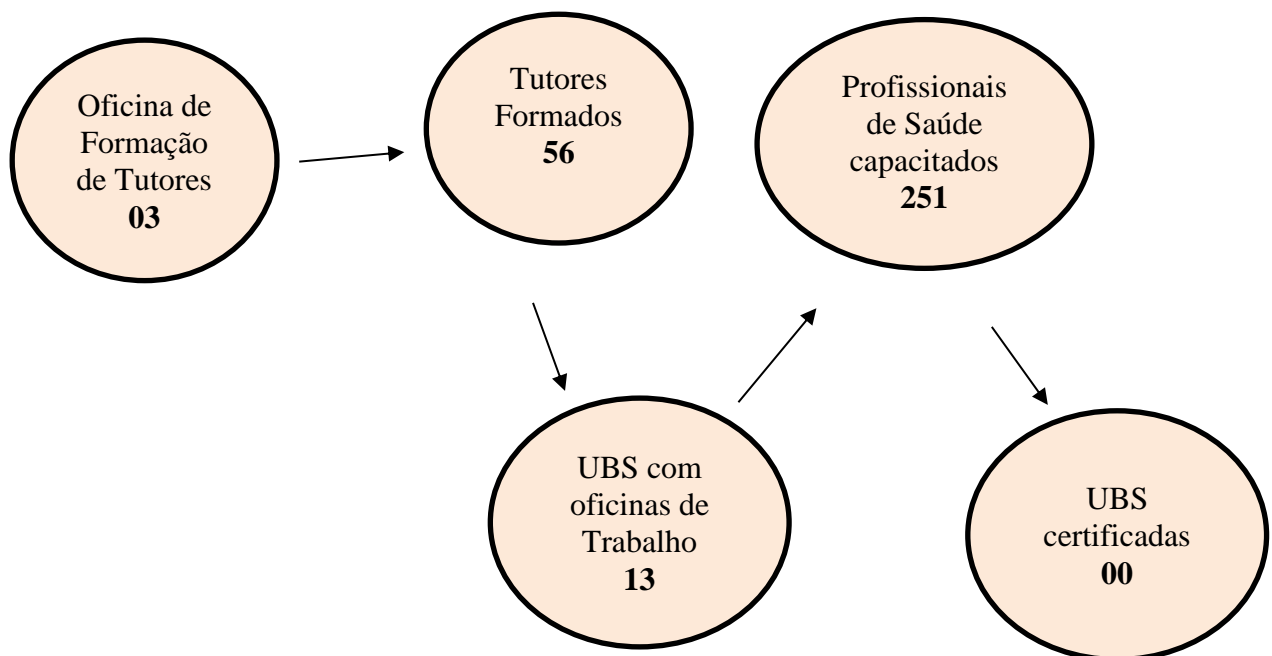 Oficina de
Formação
de Tutores
03
Tutores
Formados
56
Profissionais
de Saúde
capacitados
251
UBS com
oficinas de
Trabalho
13
UBS
certificadas
00